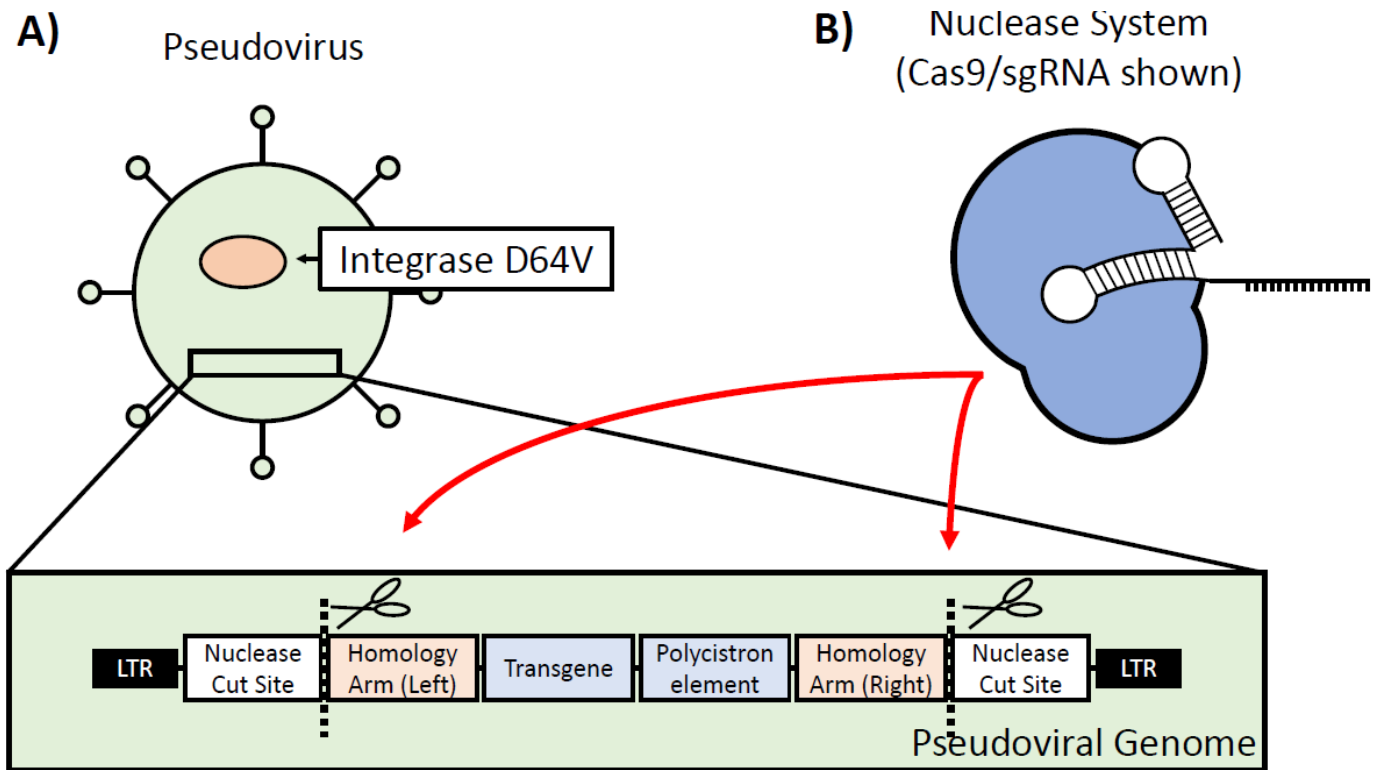 A)
Pseudovirus
B)
Nuclease System
(Cas9/sgRNA shown)
Integrase D64V
LTR
Nuclease
Cut Site
Homology
Arm (Left)
Transgene
Polycistron
element
Homology
Arm (Right)
Nuclease
Cut Site
LTR
Pseudoviral Genome